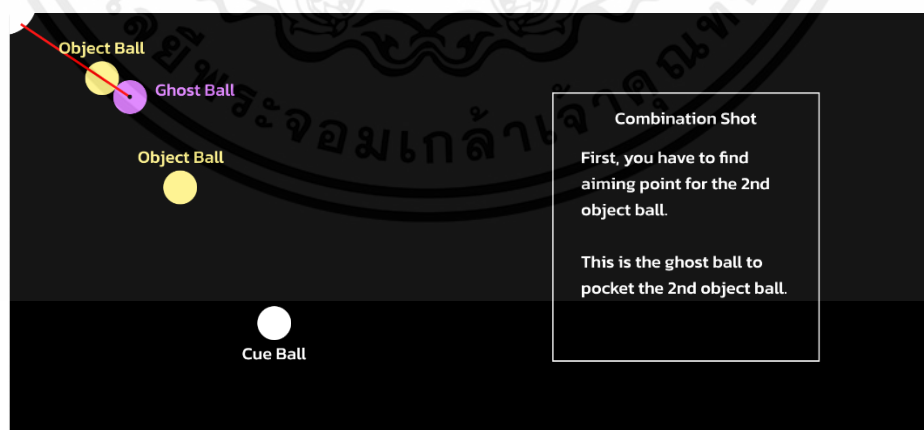 Object Ball
Ghost Ball
Object Ball
Cue Ball
Combination Shot
First, you have to find
aiming point for the 2nd
object ball.
This is the ghost ball to
pocket the 2nd object ball.